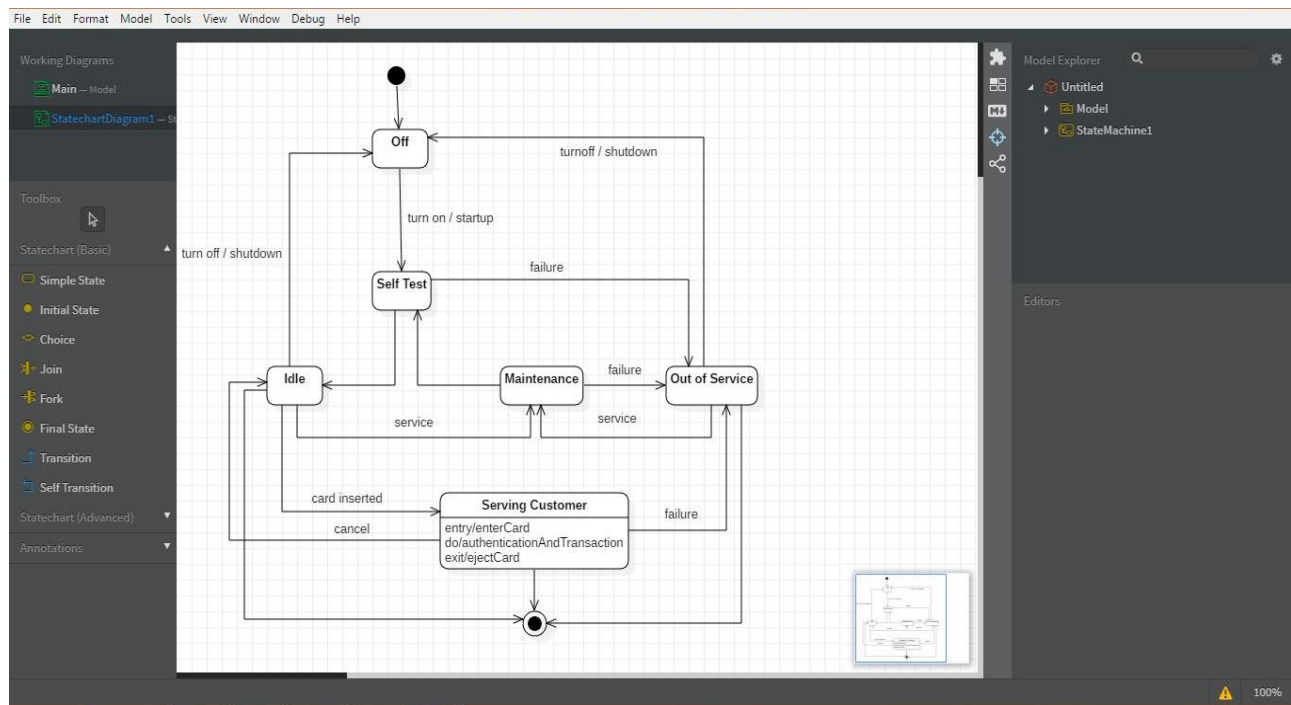 File Edit Format Model Tools View Window Debug Help
Working Diagrams
Main — Model
StatechartDiagram1 — St
Toolbox
Statechart (Basic)
Simple State
Initial State
Choice
Join
Fork
Final State
Transition
Self Transition
Statechart (Advanced)
Annotations
Off
turnoff / shutdown
turn on / startup
turn off / shutdown
failure
Self Test
Idle
Maintenance
failure
Out of Service
service
service
card inserted
cancel
Serving Customer
entry/enterCard
do/authenticationAndTransaction
exit/ejectCard
failure
Model Explorer
Untitled
Model
StateMachine1
Editors
100%